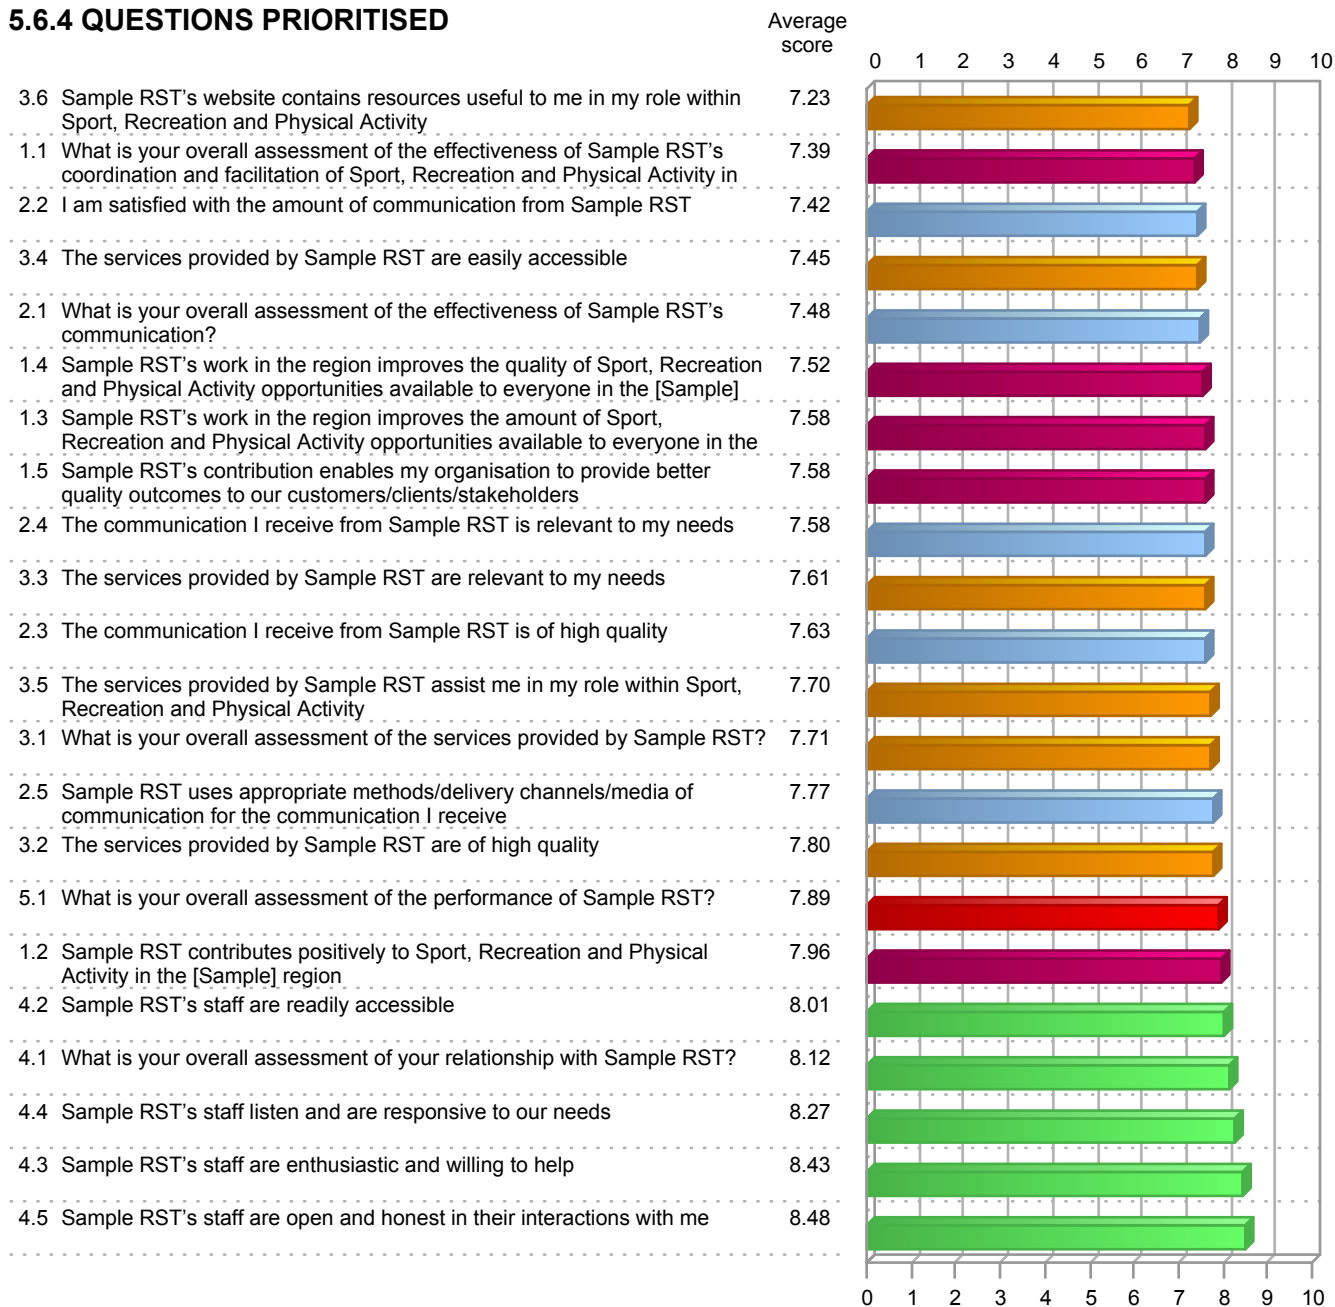 5.6.4 QUESTIONS PRIORITISED
Average
score
0 1 2 3 4 5 6 7 8 9 10
3.6 Sample RST's website contains resources useful to me in my role within 7.23
Sport, Recreation and Physical Activity
1.1 What is your overall assessment of the effectiveness of Sample RST's 7.39
coordination and facilitation of Sport, Recreation and Physical Activity in
2.2 I am satisfied with the amount of communication from Sample RST 7.42
3.4 The services provided by Sample RST are easily accessible 7.45
2.1 What is your overall assessment of the effectiveness of Sample RST's 7.48
communication?
1.4 Sample RST's work in the region improves the quality of Sport, Recreation 7.52
and Physical Activity opportunities available to everyone in the [Sample]
1.3 Sample RST's work in the region improves the amount of Sport, 7.58
Recreation and Physical Activity opportunities available to everyone in the
1.5 Sample RST's contribution enables my organisation to provide better 7.58
quality outcomes to our customers/clients/stakeholders
2.4 The communication I receive from Sample RST is relevant to my needs 7.58
3.3 The services provided by Sample RST are relevant to my needs 7.61
2.3 The communication I receive from Sample RST is of high quality 7.63
3.5 The services provided by Sample RST assist me in my role within Sport, 7.70
Recreation and Physical Activity
3.1 What is your overall assessment of the services provided by Sample RST? 7.71
2.5 Sample RST uses appropriate methods/delivery channels/media of 7.77
communication for the communication I receive
3.2 The services provided by Sample RST are of high quality 7.80
5.1 What is your overall assessment of the performance of Sample RST? 7.89
1.2 Sample RST contributes positively to Sport, Recreation and Physical 7.96
Activity in the [Sample] region
4.2 Sample RST's staff are readily accessible 8.01
4.1 What is your overall assessment of your relationship with Sample RST? 8.12
4.4 Sample RST's staff listen and are responsive to our needs 8.27
4.3 Sample RST's staff are enthusiastic and willing to help 8.43
4.5 Sample RST's staff are open and honest in their interactions with me 8.48
0 1 2 3 4 5 6 7 8 9 10